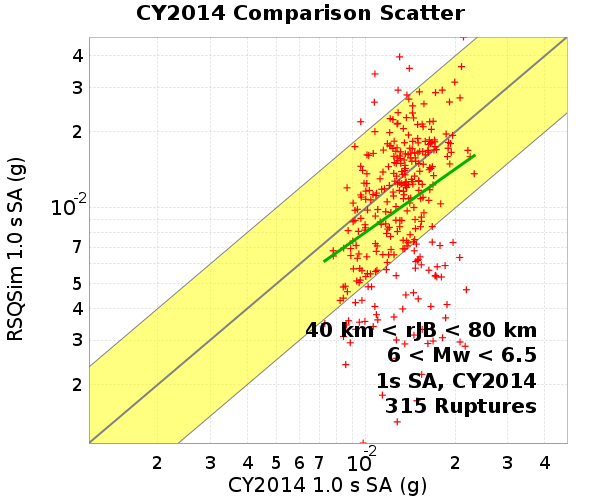 CY2014 Comparison Scatter
RSQSim 1.0 s SA (g)
4
3
2
10-2
7
5
4
3
2
40 km < rJB < 80 km
6 < Mw < 6.5
1s SA, CY2014
315 Ruptures
2 3 4 5 6 7 10-2 2 3 4
CY2014 1.0 s SA (g)